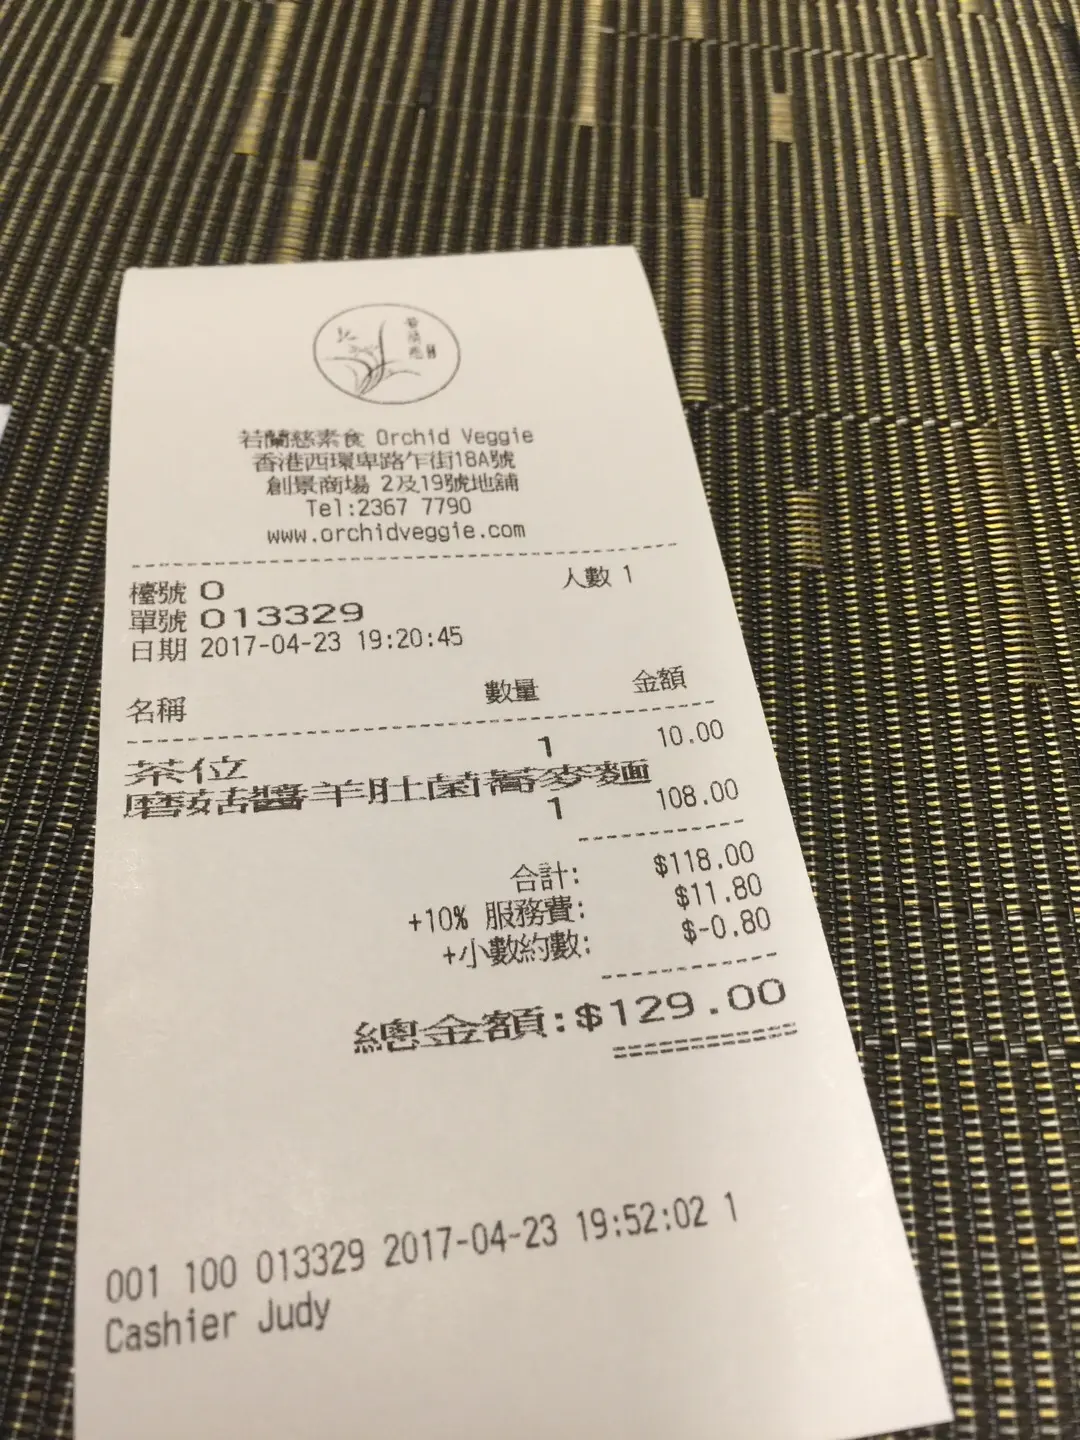 若蘭慈素食 Orchid Veggie
香港西環卑路乍街18A號
創景商場 2及19號地舖
Tel:2367 7790
www.orchidveggie.com
檯號 0
人數 1
單號 013329
日期 2017-04-23 19:20:45
名稱 數量 金額
茶位 1 10.00
磨菇醬羊肚菌蕎麥麵
1 108.00
合計: $118.00
+10% 服務費: $11.80
+小數約數: $-0.80
總金額:$129.00
001 100 013329 2017-04-23 19:52:02 1
Cashier Judy